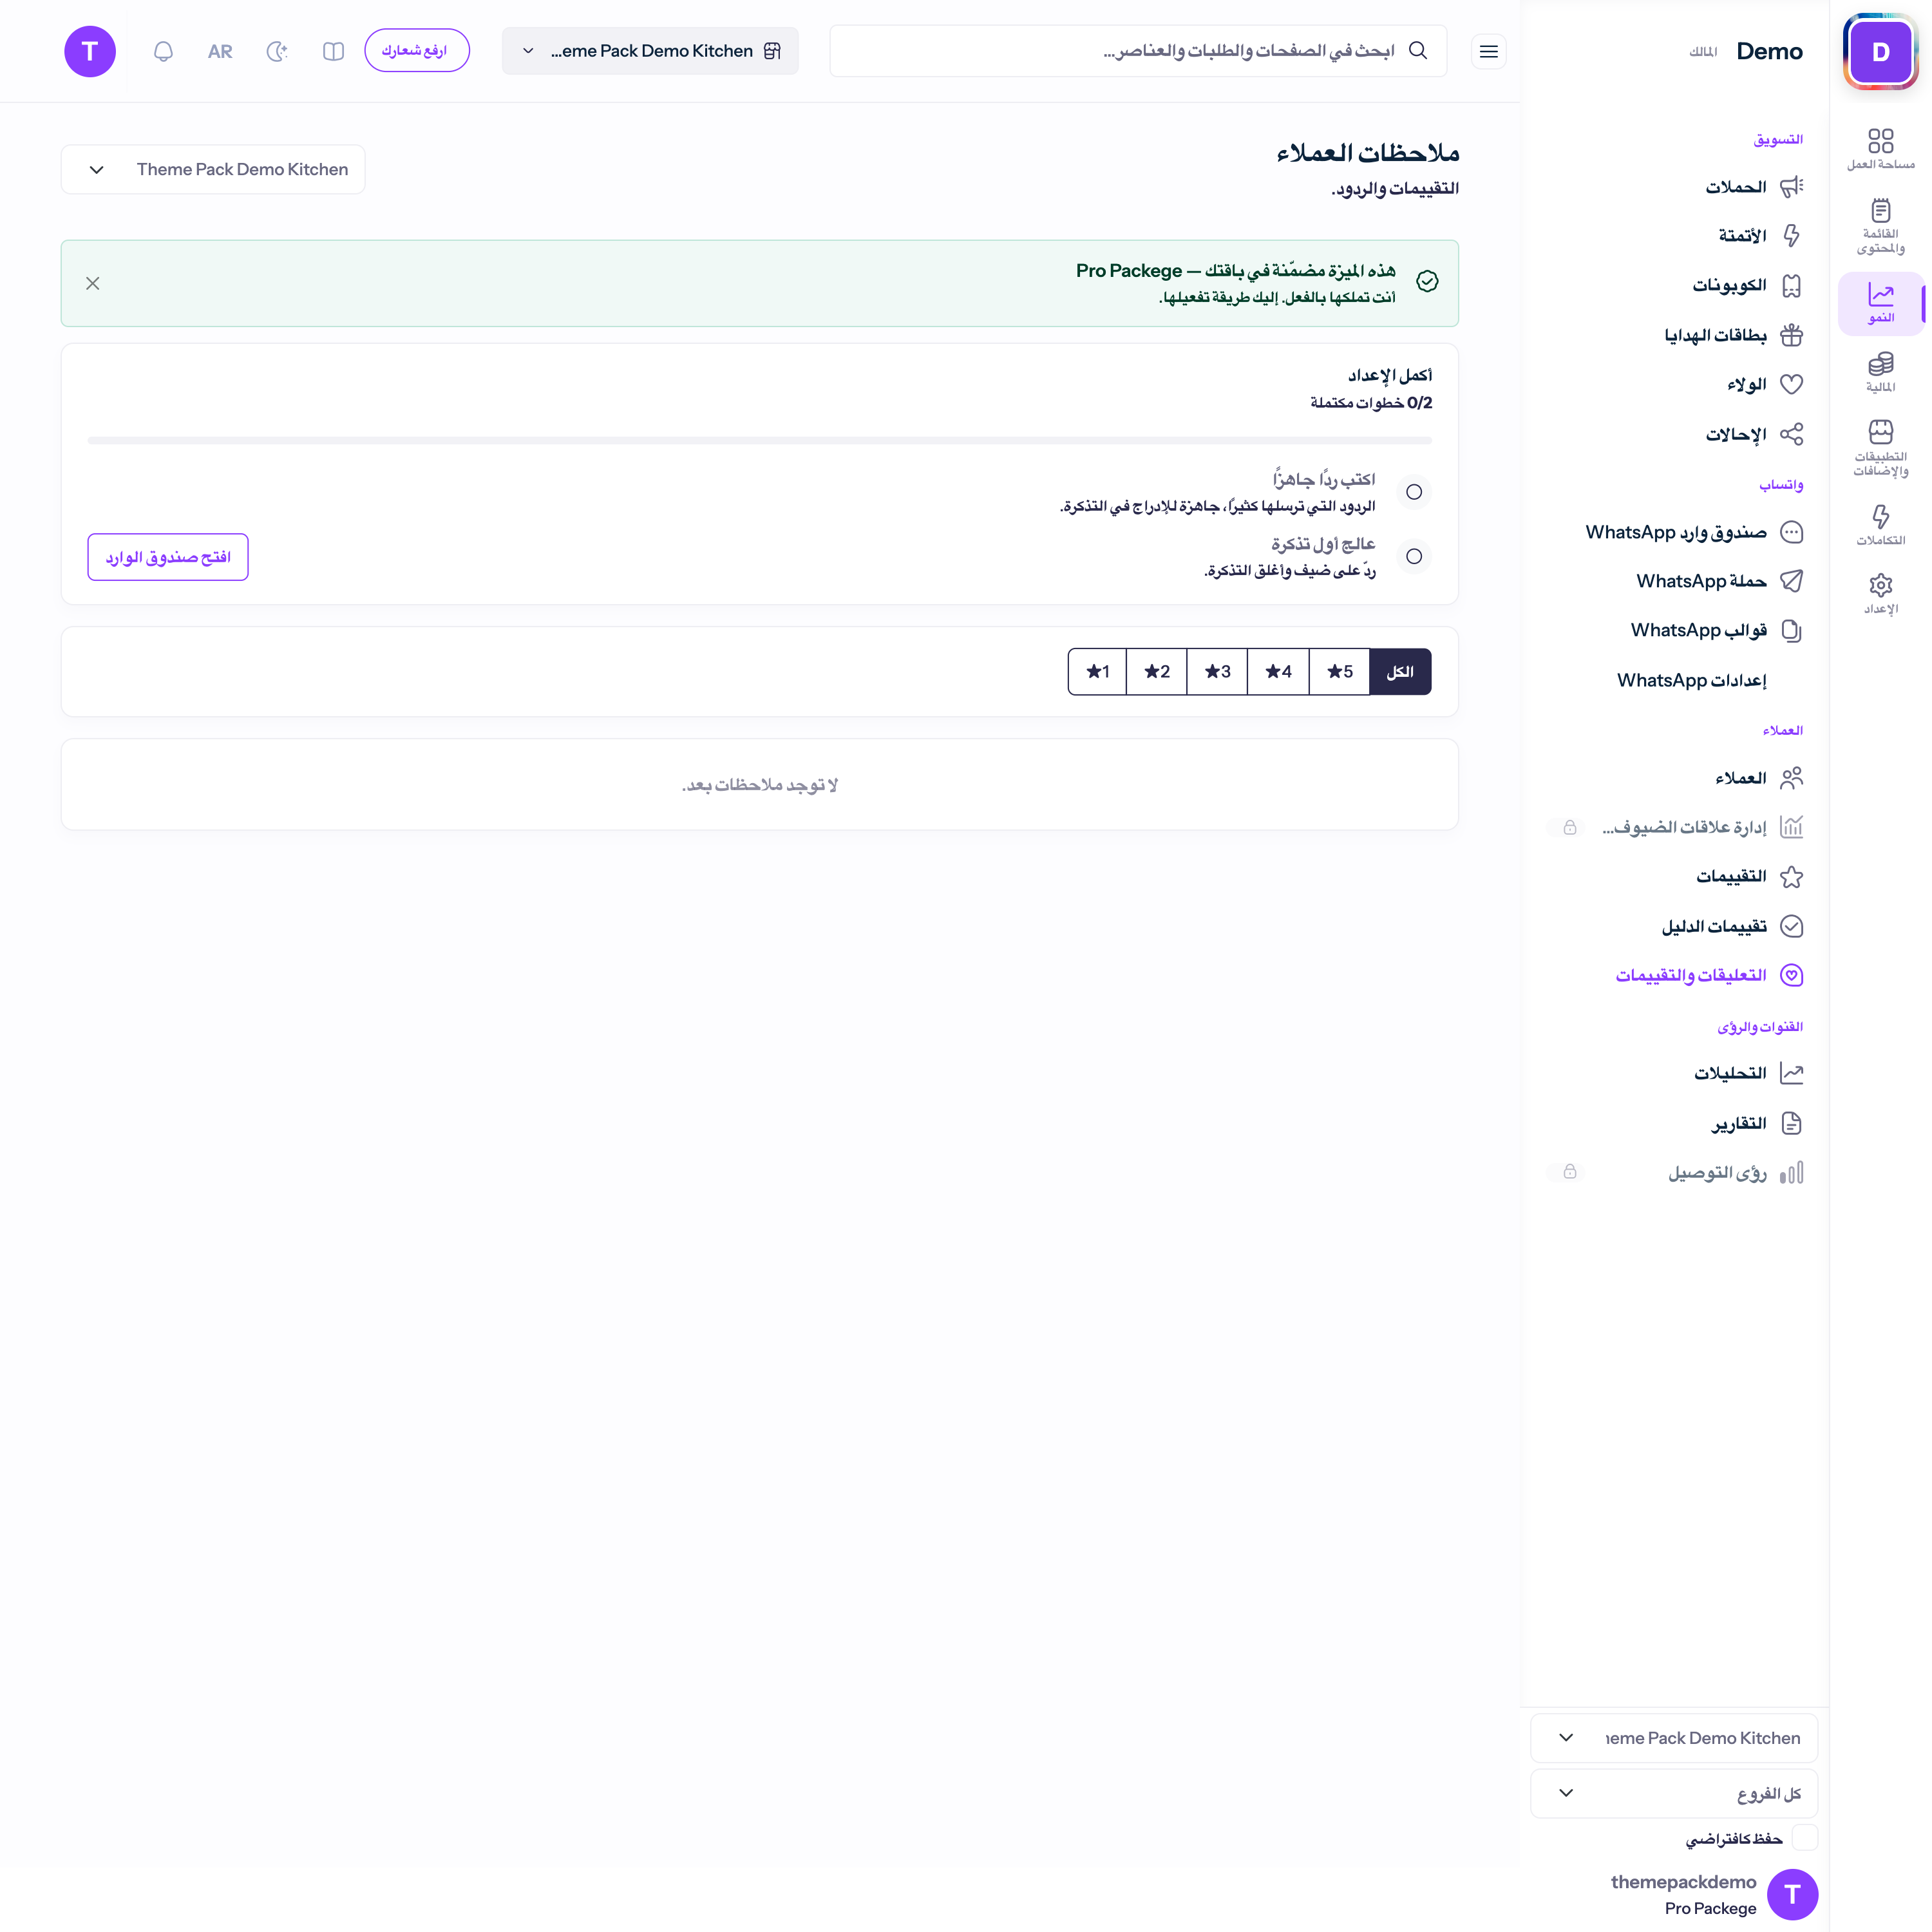 D
مساحة العمل
القائمة
والمحتوى
النمو
المالية
التطبيقات
والإضافات
التكاملات
الإعداد
Demo
المالك
التسويق
الحملات
الأتمتة
الكوبونات
بطاقات الهدايا
الولاء
الإحالات
واتساب
صندوق وارد WhatsApp
حملة WhatsApp
قوالب WhatsApp
إعدادات WhatsApp
العملاء
العملاء
إدارة علاقات الضيوف...
التقييمات
تقييمات الدليل
التعليقات والتقييمات
القنوات والرؤى
التحليلات
التقارير
رؤى التوصيل
eme Pack Demo Kitchen
كل الفروع
حفظ كافتراضي
T
themepackdemo
Pro Packege
ابحث في الصفحات والطلبات والعناصر...
...eme Pack Demo Kitchen
ارفع شعارك
AR
T
ملاحظات العملاء
التقييمات والردود.
Theme Pack Demo Kitchen
هذه الميزة مضمّنة في باقتك — Pro Packege
أنت تملكها بالفعل. إليك طريقة تفعيلها.
أكمل الإعداد
0/2 خطوات مكتملة
اكتب ردًا جاهزًا
الردود التي ترسلها كثيرًا، جاهزة للإدراج في التذكرة.
عالج أول تذكرة
ردّ على ضيف وأغلق التذكرة.
افتح صندوق الوارد
الكل
5★
4★
3★
2★
1★
لا توجد ملاحظات بعد.